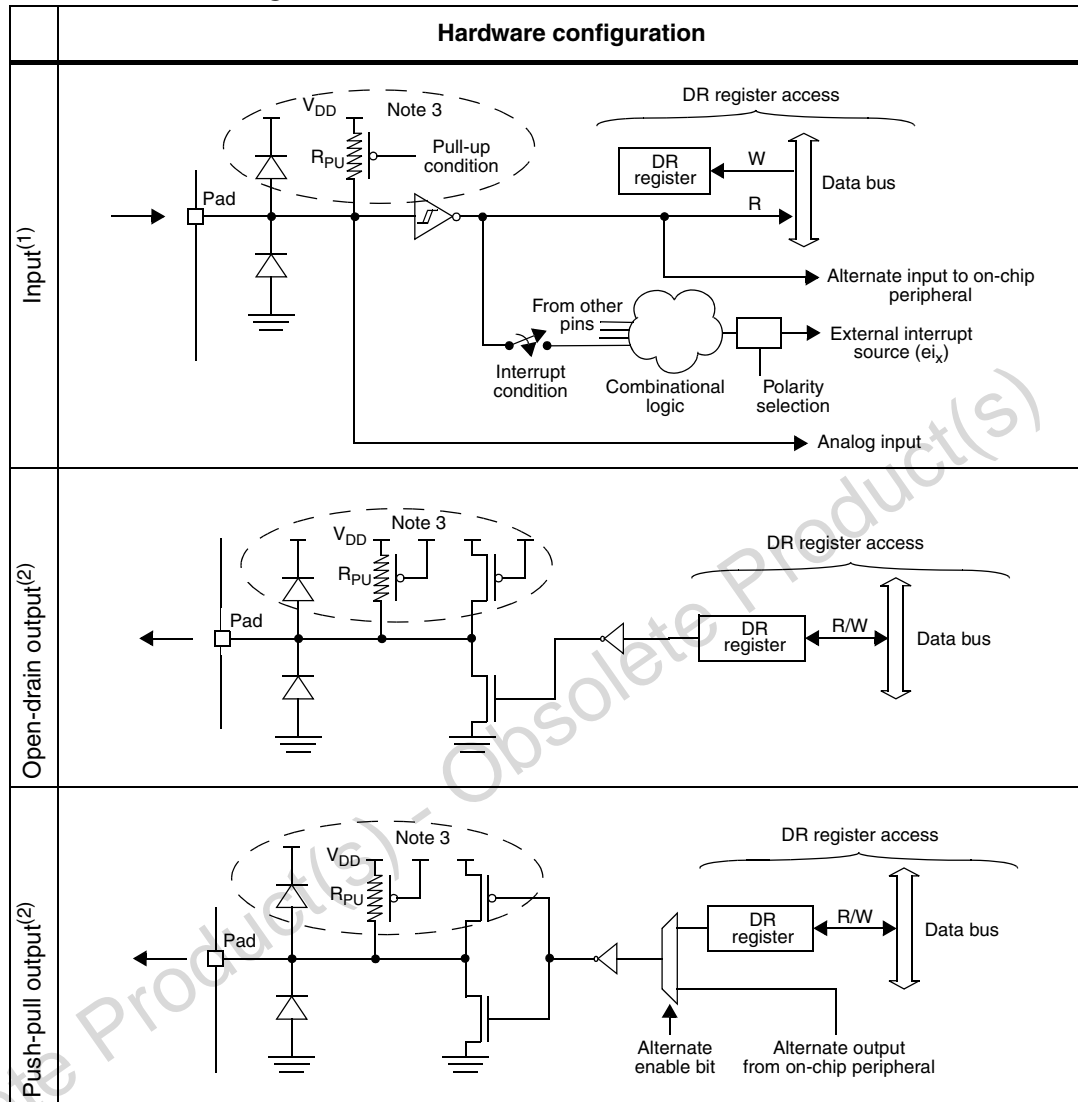 Hardware configuration
Input(1)
VDD
Note 3
RPU
Pull-up
condition
Pad
DR register access
DR
register
W
R
Data bus
Alternate input to on-chip
peripheral
From other
pins
Interrupt
condition
Combinational
logic
Polarity
selection
External interrupt
source (eix)
Analog input
Open-drain output(2)
VDD
Note 3
RPU
Pad
DR register access
DR
register
R/W
Data bus
Push-pull output(2)
VDD
Note 3
RPU
Pad
DR register access
DR
register
R/W
Data bus
Alternate
enable bit
Alternate output
from on-chip peripheral
ete Product(s) - Obsolete Product(s)